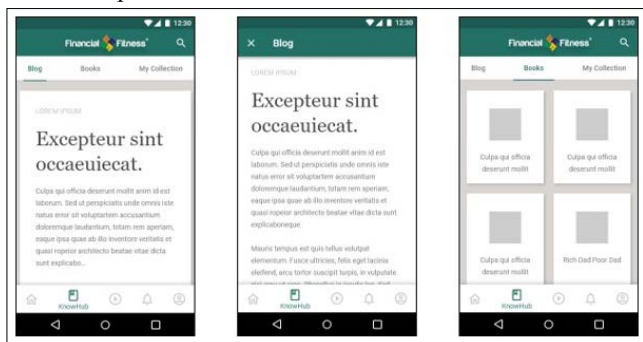 12:30
Financial Fitness
Blog Books My Collection
LOREM IPSUM
Excepteur sint
occaeuiecat.
Culpa qui officia deserunt mollit anim id est
laborum. Sed ut perspiciatis unde omnis iste
natus error sit voluptartem accusantium
doloremque laudantium, totam rem aperiam,
eaque ipsa quae ab illo inventore veritatis et
quasi ropeior architecto beatae vitae dicta
sunt explicabo..
KnowHub
12:30
Blog
LOREM IPSUM
Excepteur sint
occaeuiecat.
Culpa qui officia deserunt mollit anim id est
laborum. Sed ut perspiciatis unde omnis iste
natus error sit voluptartem accusantium
doloremque laudantium, totam rem aperiam,
eaque ipsa quae ab illo inventore veritatis et
quasi ropeior architecto beatae vitae dicta sunt
explicaboneque.
Mauris tempus est quis tellus volutpat
elementum. Fusce ultricies, felis eget lacinia
eleifend, arcu tortor suscipit turpis, in vulputate
KnowHub
12:30
Financial Fitness
Blog Books My Collection
Culpa qui officia
deserunt mollit
Culpa qui officia
deserunt mollit
Culpa qui officia
deserunt mollit
Rich Dad Poor Dad
KnowHub